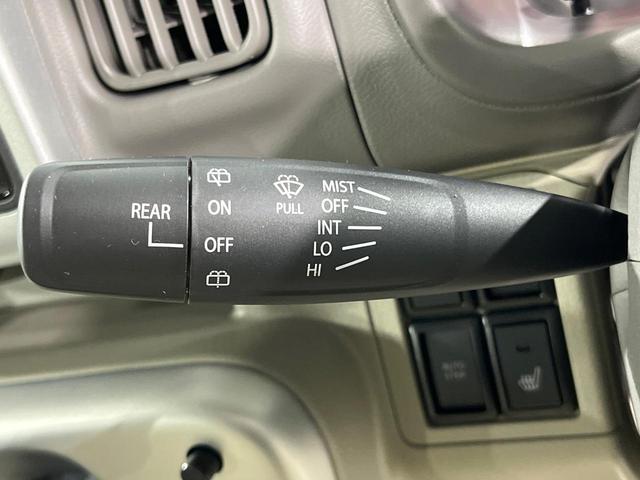 REAR
ON
OFF
PULL
MIST
OFF
INT
LO
HI
AUTO
STOP